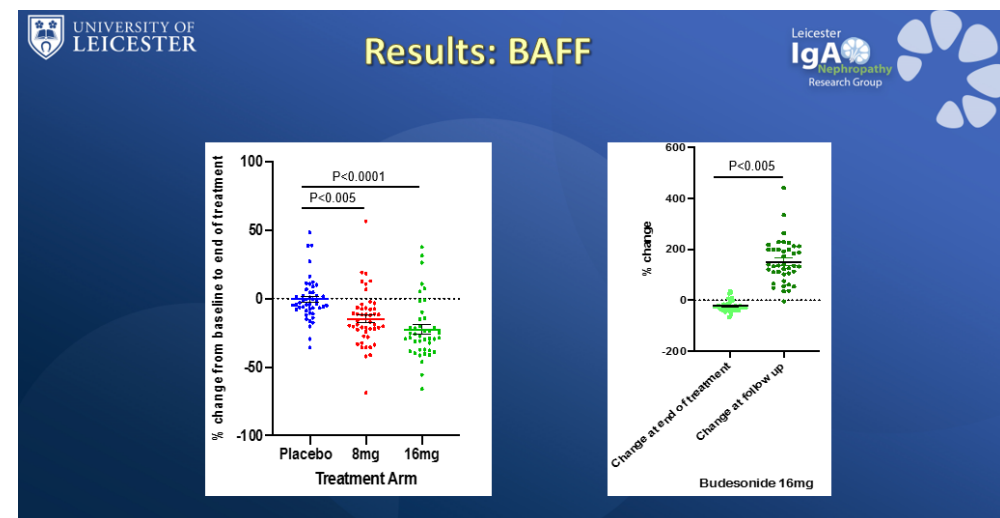 UNIVERSITY OF
LEICESTER
Results: BAFF
Leicester
IgA
Nephropathy
Research Group
% change from baseline to end of treatment
100
50
0
-50
-100
P<0.0001
P<0.005
Placebo 8mg 16mg
Treatment Arm
% change
600
400
200
0
-200
P<0.005
Change at end of treatment
Change at follow up
Budesonide 16mg